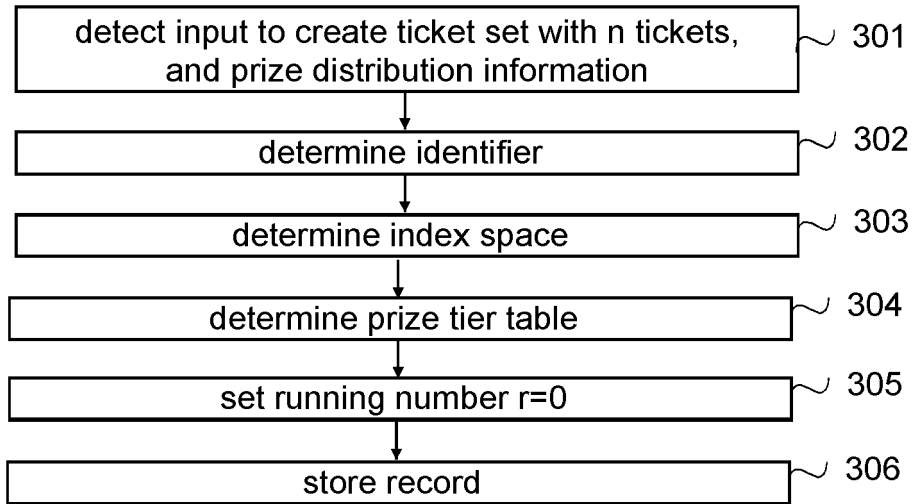 detect input to create ticket set with n tickets,
and prize distribution information
301
determine identifier
302
determine index space
303
determine prize tier table
304
set running number r=0
305
store record
306